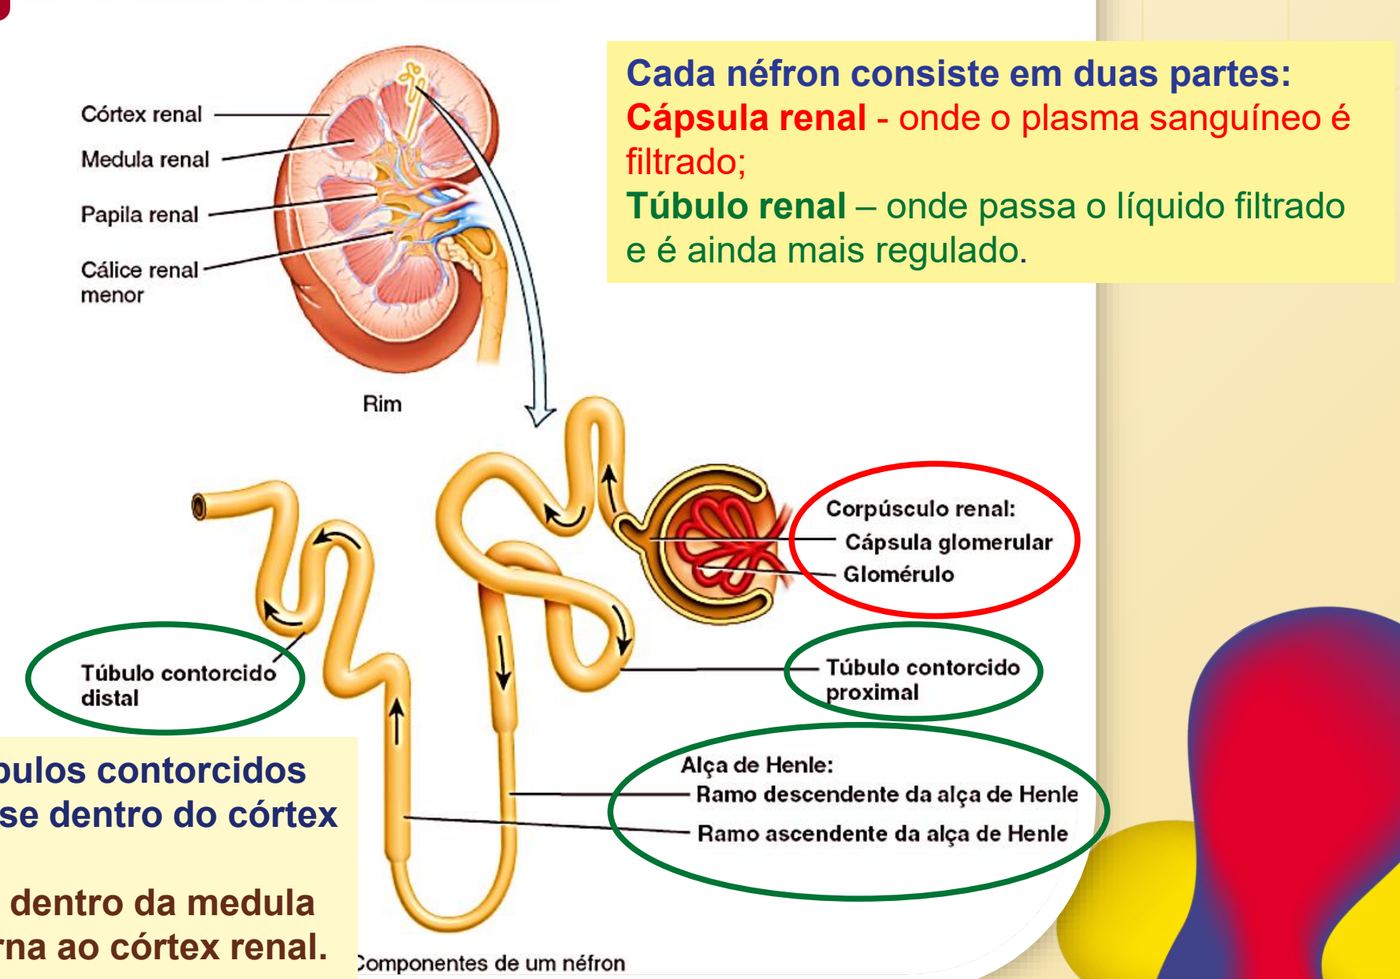 Cada néfron consiste em duas partes:
Cápsula renal - onde o plasma sanguíneo é
filtrado;
Túbulo renal – onde passa o líquido filtrado
e é ainda mais regulado.
Córtex renal
Medula renal
Papila renal
Cálice renal
menor
Rim
Corpúsculo renal:
Cápsula glomerular
Glomérulo
Túbulo contorcido
proximal
Túbulo contorcido
distal
Alça de Henle:
Ramo descendente da alça de Henle
Ramo ascendente da alça de Henle
contorcidos
se dentro do córtex
dentro da medula
ao córtex renal.
Componentes de um néfron